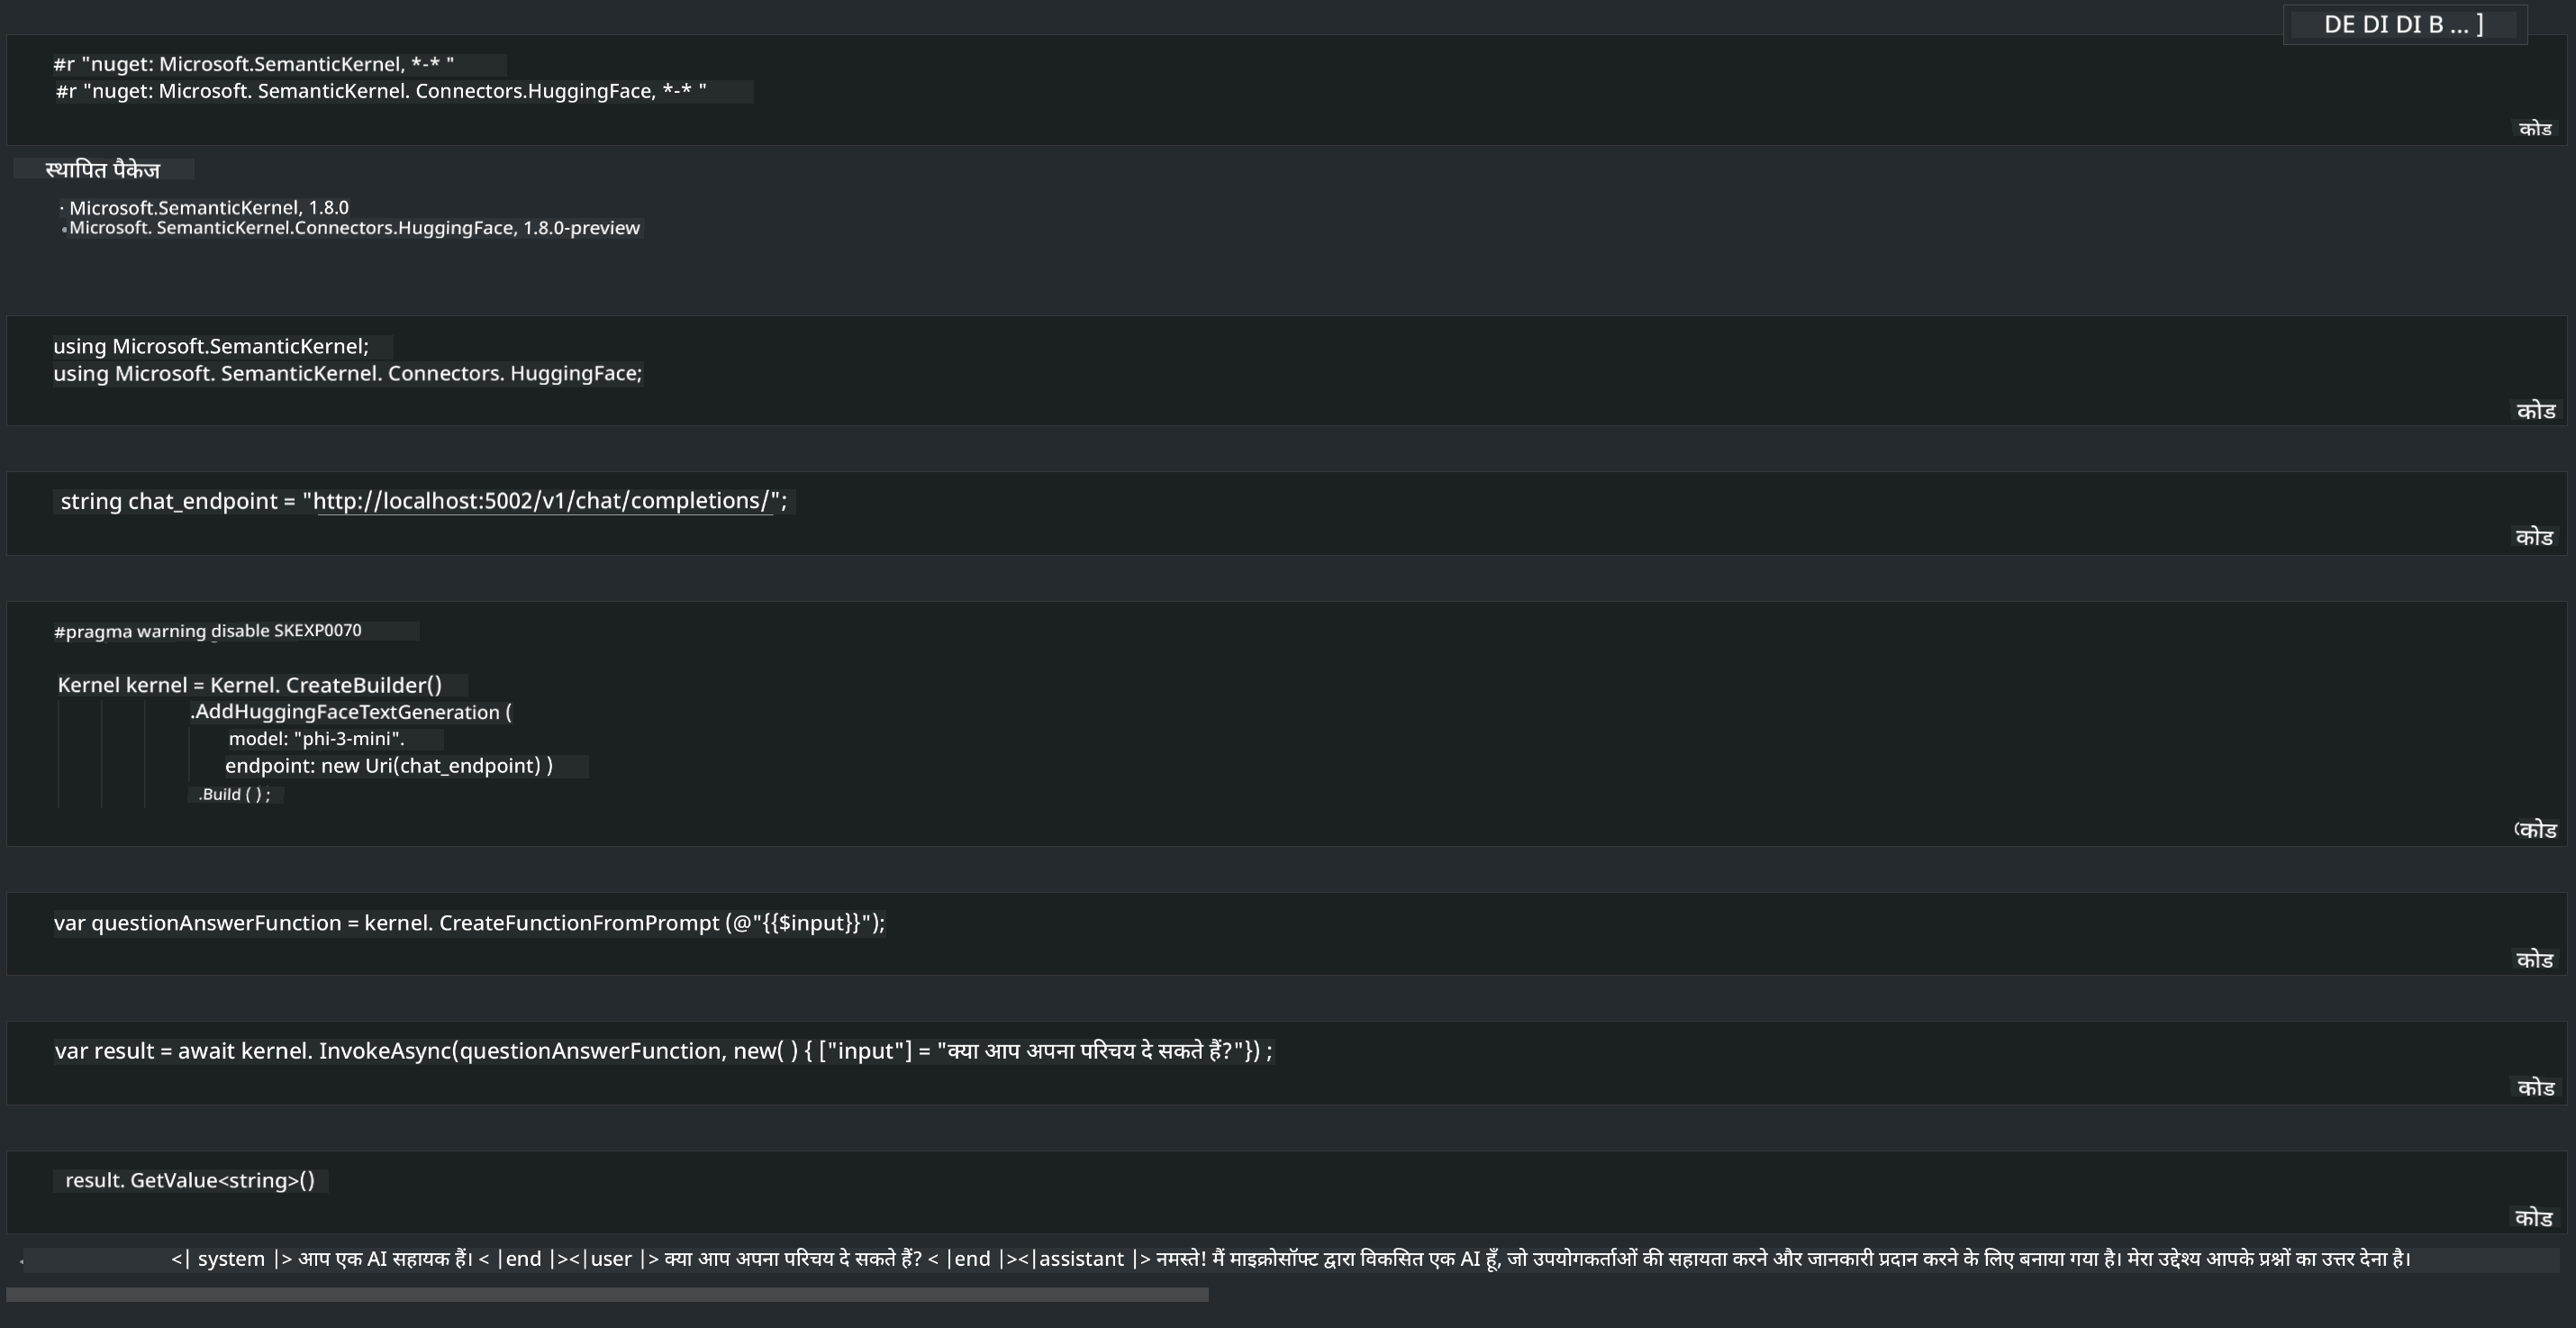 DE DI DI B ... ]
#r "nuget: Microsoft.SemanticKernel, *-* "
#r "nuget: Microsoft. SemanticKernel. Connectors.HuggingFace, *-* "
कोड
स्थापित पैकेज
· Microsoft.SemanticKernel, 1.8.0
• Microsoft. SemanticKernel.Connectors.HuggingFace, 1.8.0-preview
using Microsoft.SemanticKernel;
using Microsoft. SemanticKernel. Connectors. HuggingFace;
कोड
string chat_endpoint = "http://localhost:5002/v1/chat/completions/";
कोड
#pragma warning disable SKEXP0070
Kernel kernel = Kernel. CreateBuilder()
.AddHuggingFaceTextGeneration (
model: "phi-3-mini".
endpoint: new Uri(chat_endpoint) )
.Build ( ) ;
(कोड
var questionAnswerFunction = kernel. CreateFunctionFromPrompt (@"{{$input}}");
कोड
var result = await kernel. InvokeAsync(questionAnswerFunction, new( ) { ["input"] = "क्या आप अपना परिचय दे सकते हैं?"}) ;
कोड
result. GetValue<string>()
कोड
<| system |> आप एक AI सहायक हैं। < |end |><|user |> क्या आप अपना परिचय दे सकते हैं? < |end |><|assistant |> नमस्ते! मैं माइक्रोसॉफ्ट द्वारा विकसित एक AI हूँ, जो उपयोगकर्ताओं की सहायता करने और जानकारी प्रदान करने के लिए बनाया गया है। मेरा उद्देश्य आपके प्रश्नों का उत्तर देना है।